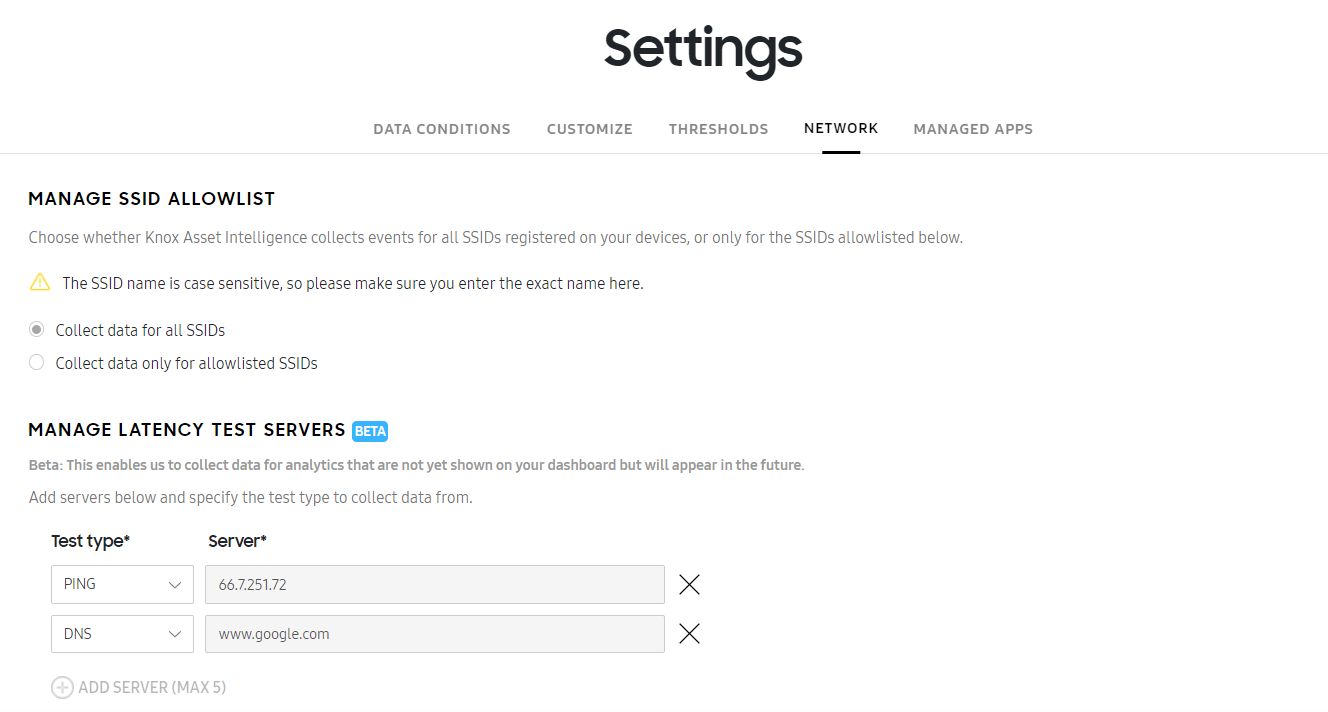 Settings
DATA CONDITIONS CUSTOMIZE THRESHOLDS NETWORK MANAGED APPS
MANAGE SSID ALLOWLIST
Choose whether Knox Asset Intelligence collects events for all SSIDs registered on your devices, or only for the SSIDs allowlisted below.
The SSID name is case sensitive, so please make sure you enter the exact name here.
Collect data for all SSIDs
Collect data only for allowlisted SSIDs
MANAGE LATENCY TEST SERVERS BETA
Beta: This enables us to collect data for analytics that are not yet shown on your dashboard but will appear in the future.
Add servers below and specify the test type to collect data from.
Test type* Server*
PING 66.7.251.72
DNS www.google.com
ADD SERVER (MAX 5)